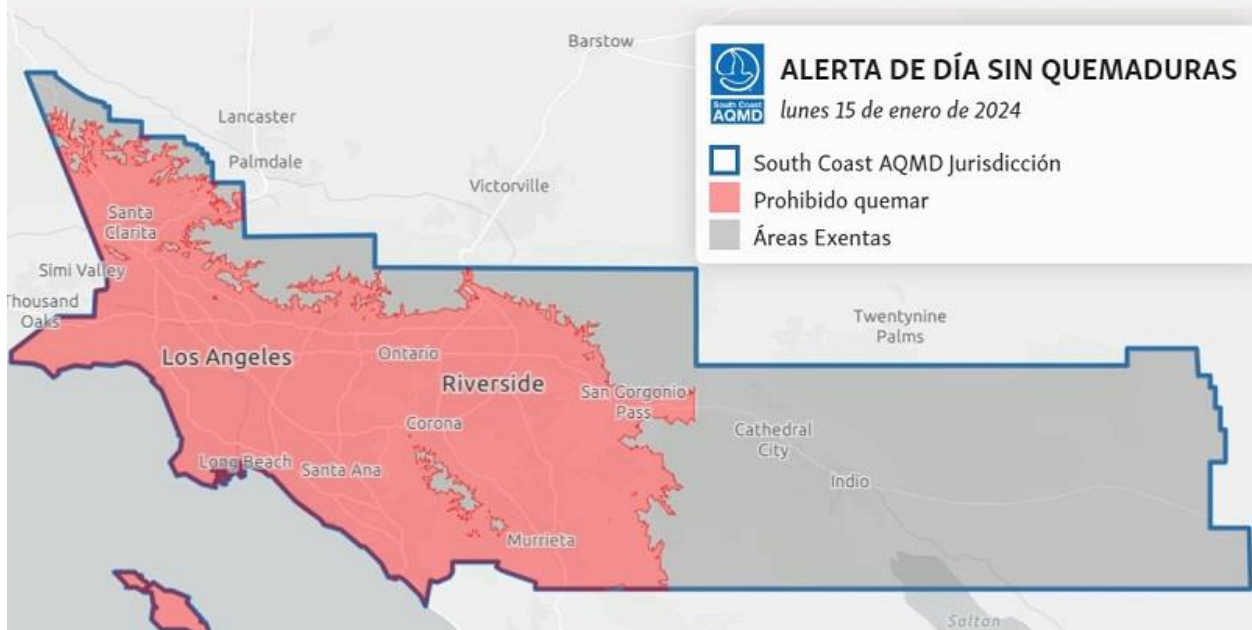 ALERTA DE DÍA SIN QUEMADURAS
South Coast
AQMD
lunes 15 de enero de 2024
South Coast AQMD Jurisdicción
Prohibido quemar
Áreas Exentas
Barstow
Lancaster
Palmdale
Victorville
Santa
Clarita
Simi Valley
Thousand
Oaks
Twentynine
Palms
Los Angeles
Ontario
Riverside
San Gorgonio
Pass
Corona
Cathedral
City
Long Beach
Santa Ana
Indio
Murrieta
Salton